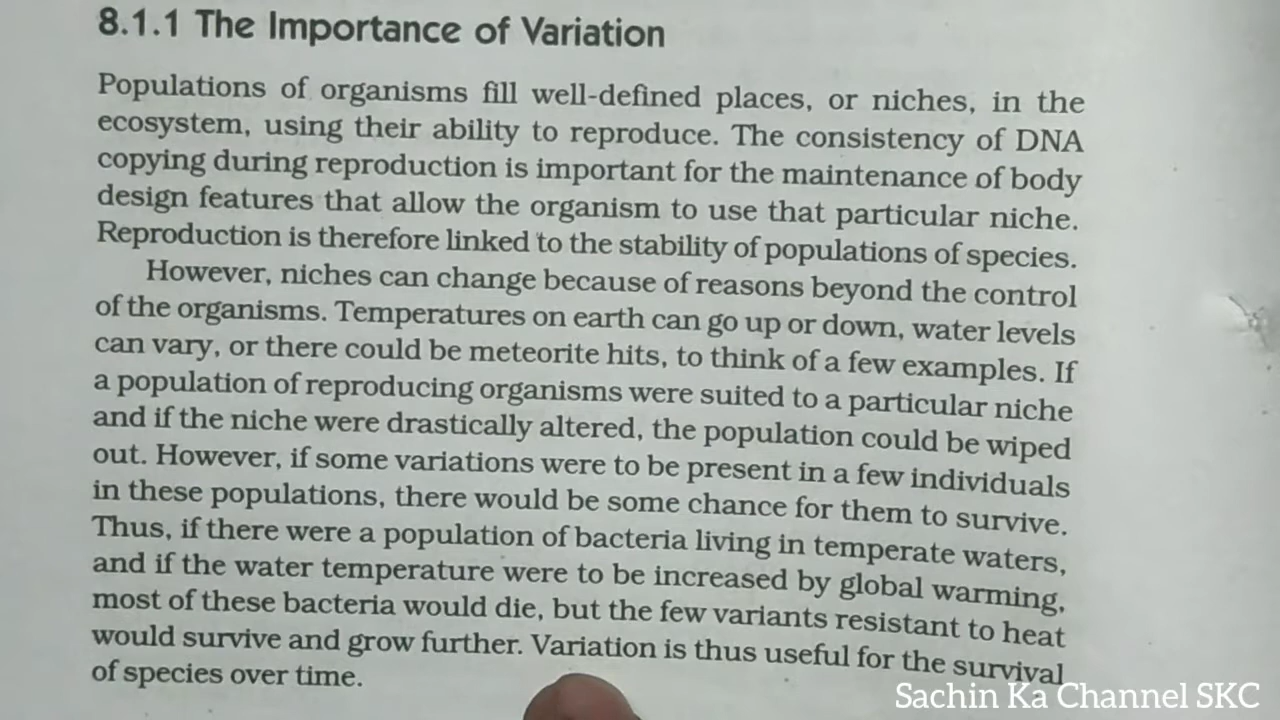 8.1.1 The Importance of Variation
Populations of organisms fill well-defined places, or niches, in the
ecosystem, using their ability to reproduce. The consistency of DNA
copying during reproduction is important for the maintenance of body
design features that allow the organism to use that particular niche.
Reproduction is therefore linked to the stability of populations of species.
However, niches can change because of reasons beyond the control
of the organisms. Temperatures on earth can go up or down, water levels
can vary, or there could be meteorite hits, to think of a few examples. If
a population of reproducing organisms were suited to a particular niche
and if the niche were drastically altered, the population could be wiped
out. However, if some variations were to be present in a few individuals
in these populations, there would be some chance for them to survive.
Thus, if there were a population of bacteria living in temperate waters,
and if the water temperature were to be increased by global warming,
most of these bacteria would die, but the few variants resistant to heat
would survive and grow further. Variation is thus useful for the survival
of species over time.
Sachin Ka Channel SKC